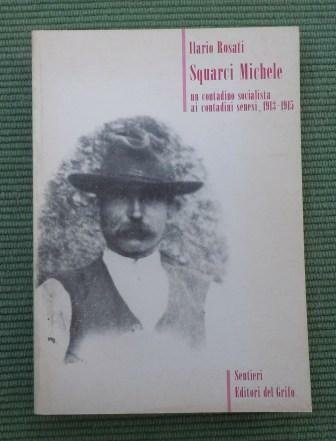 Ilario Rosati
Squarci Michele
un contadino socialista
ai contadini senesi, 1913-1915
Sentieri
Editori del Grifo